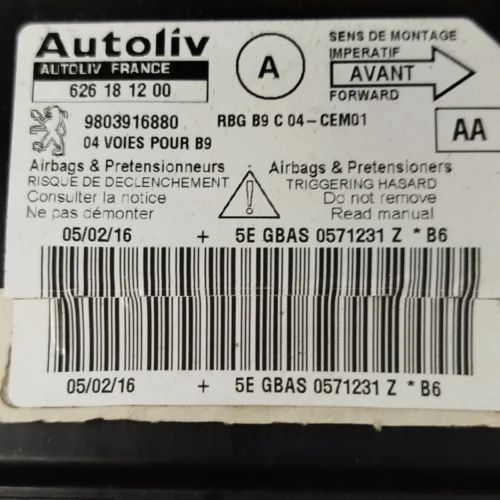 Autoliv
AUTOLIV FRANCE
626 18 12 00
A
SENS DE MONTAGE
IMPERATIF
AVANT
FORWARD
9803916880
RBG B9 C 04-CEM01
04 VOIES POUR B9
AA
Airbags & Pretensionneurs
RISQUE DE DECLENCHEMENT
Consulter la notice
Ne pas démonter
Airbags & Pretensioners
TRIGGERING HASARD
Do not remove
Read manual
05/02/16 + 5E GBAS 0571231 Z * B6
05/02/16 + 5E GBAS 0571231 Z * B6